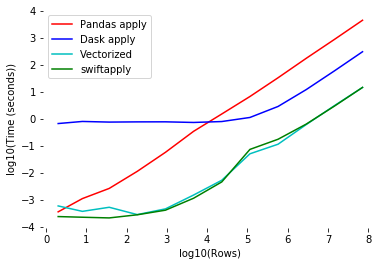 4
3
2
1
0
−1
−2
−3
−4
log10(Time (seconds))
Pandas apply
Dask apply
Vectorized
swiftapply
0 1 2 3 4 5 6 7 8
log10(Rows)